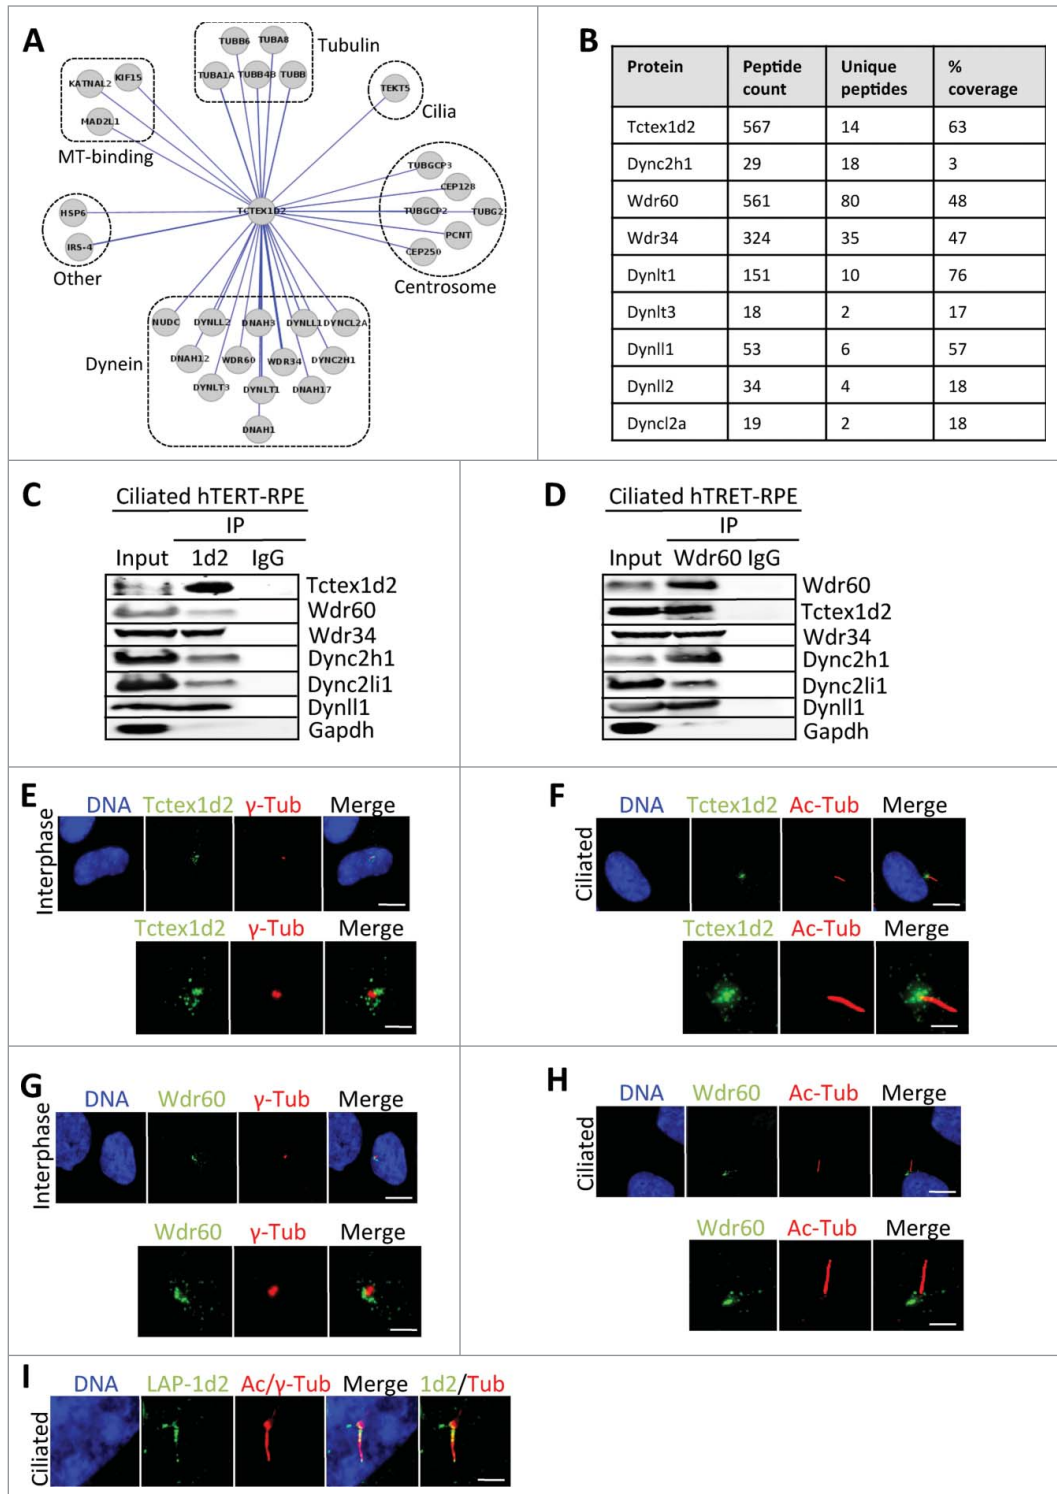 A
TUBB6 TUBA8
Tubulin
TUBA1A TUBB4B TUBB
KATNAL2 KIF15
MAD2L1
MT-binding
TEKT5
Cilia
TUBGCP3
CEP128
TCTEX1D2
TUBGCP2 TUBG2
PCNT
CEP250
Centrosome
HSP6
IRS-4
Other
NUDC DYNLL2 DNAH3 DYNLL1 DYNCL2A
DNAH12 WDR60 WDR34 DYNC2H1
Dynein
DYNLT3 DYNLT1 DNAH17
DNAH1
B
Protein Peptide count Unique peptides % coverage
Tctex1d2 567 14 63
Dync2h1 29 18 3
Wdr60 561 80 48
Wdr34 324 35 47
Dynlt1 151 10 76
Dynlt3 18 2 17
Dynll1 53 6 57
Dynll2 34 4 18
Dyncl2a 19 2 18
C
Ciliated hTERT-RPE
IP
Input 1d2 IgG
Tctex1d2
Wdr60
Wdr34
Dync2h1
Dync2li1
Dynll1
Gapdh
D
Ciliated hTRET-RPE
IP
Input Wdr60 IgG
Wdr60
Tctex1d2
Wdr34
Dync2h1
Dync2li1
Dynll1
Gapdh
E
DNA Tctex1d2 γ-Tub Merge
Interphase
Tctex1d2 γ-Tub Merge
F
DNA Tctex1d2 Ac-Tub Merge
Ciliated
Tctex1d2 Ac-Tub Merge
G
DNA Wdr60 γ-Tub Merge
Interphase
Wdr60 γ-Tub Merge
H
DNA Wdr60 Ac-Tub Merge
Ciliated
Wdr60 Ac-Tub Merge
I
DNA LAP-1d2 Ac/γ-Tub Merge 1d2/Tub
Ciliated